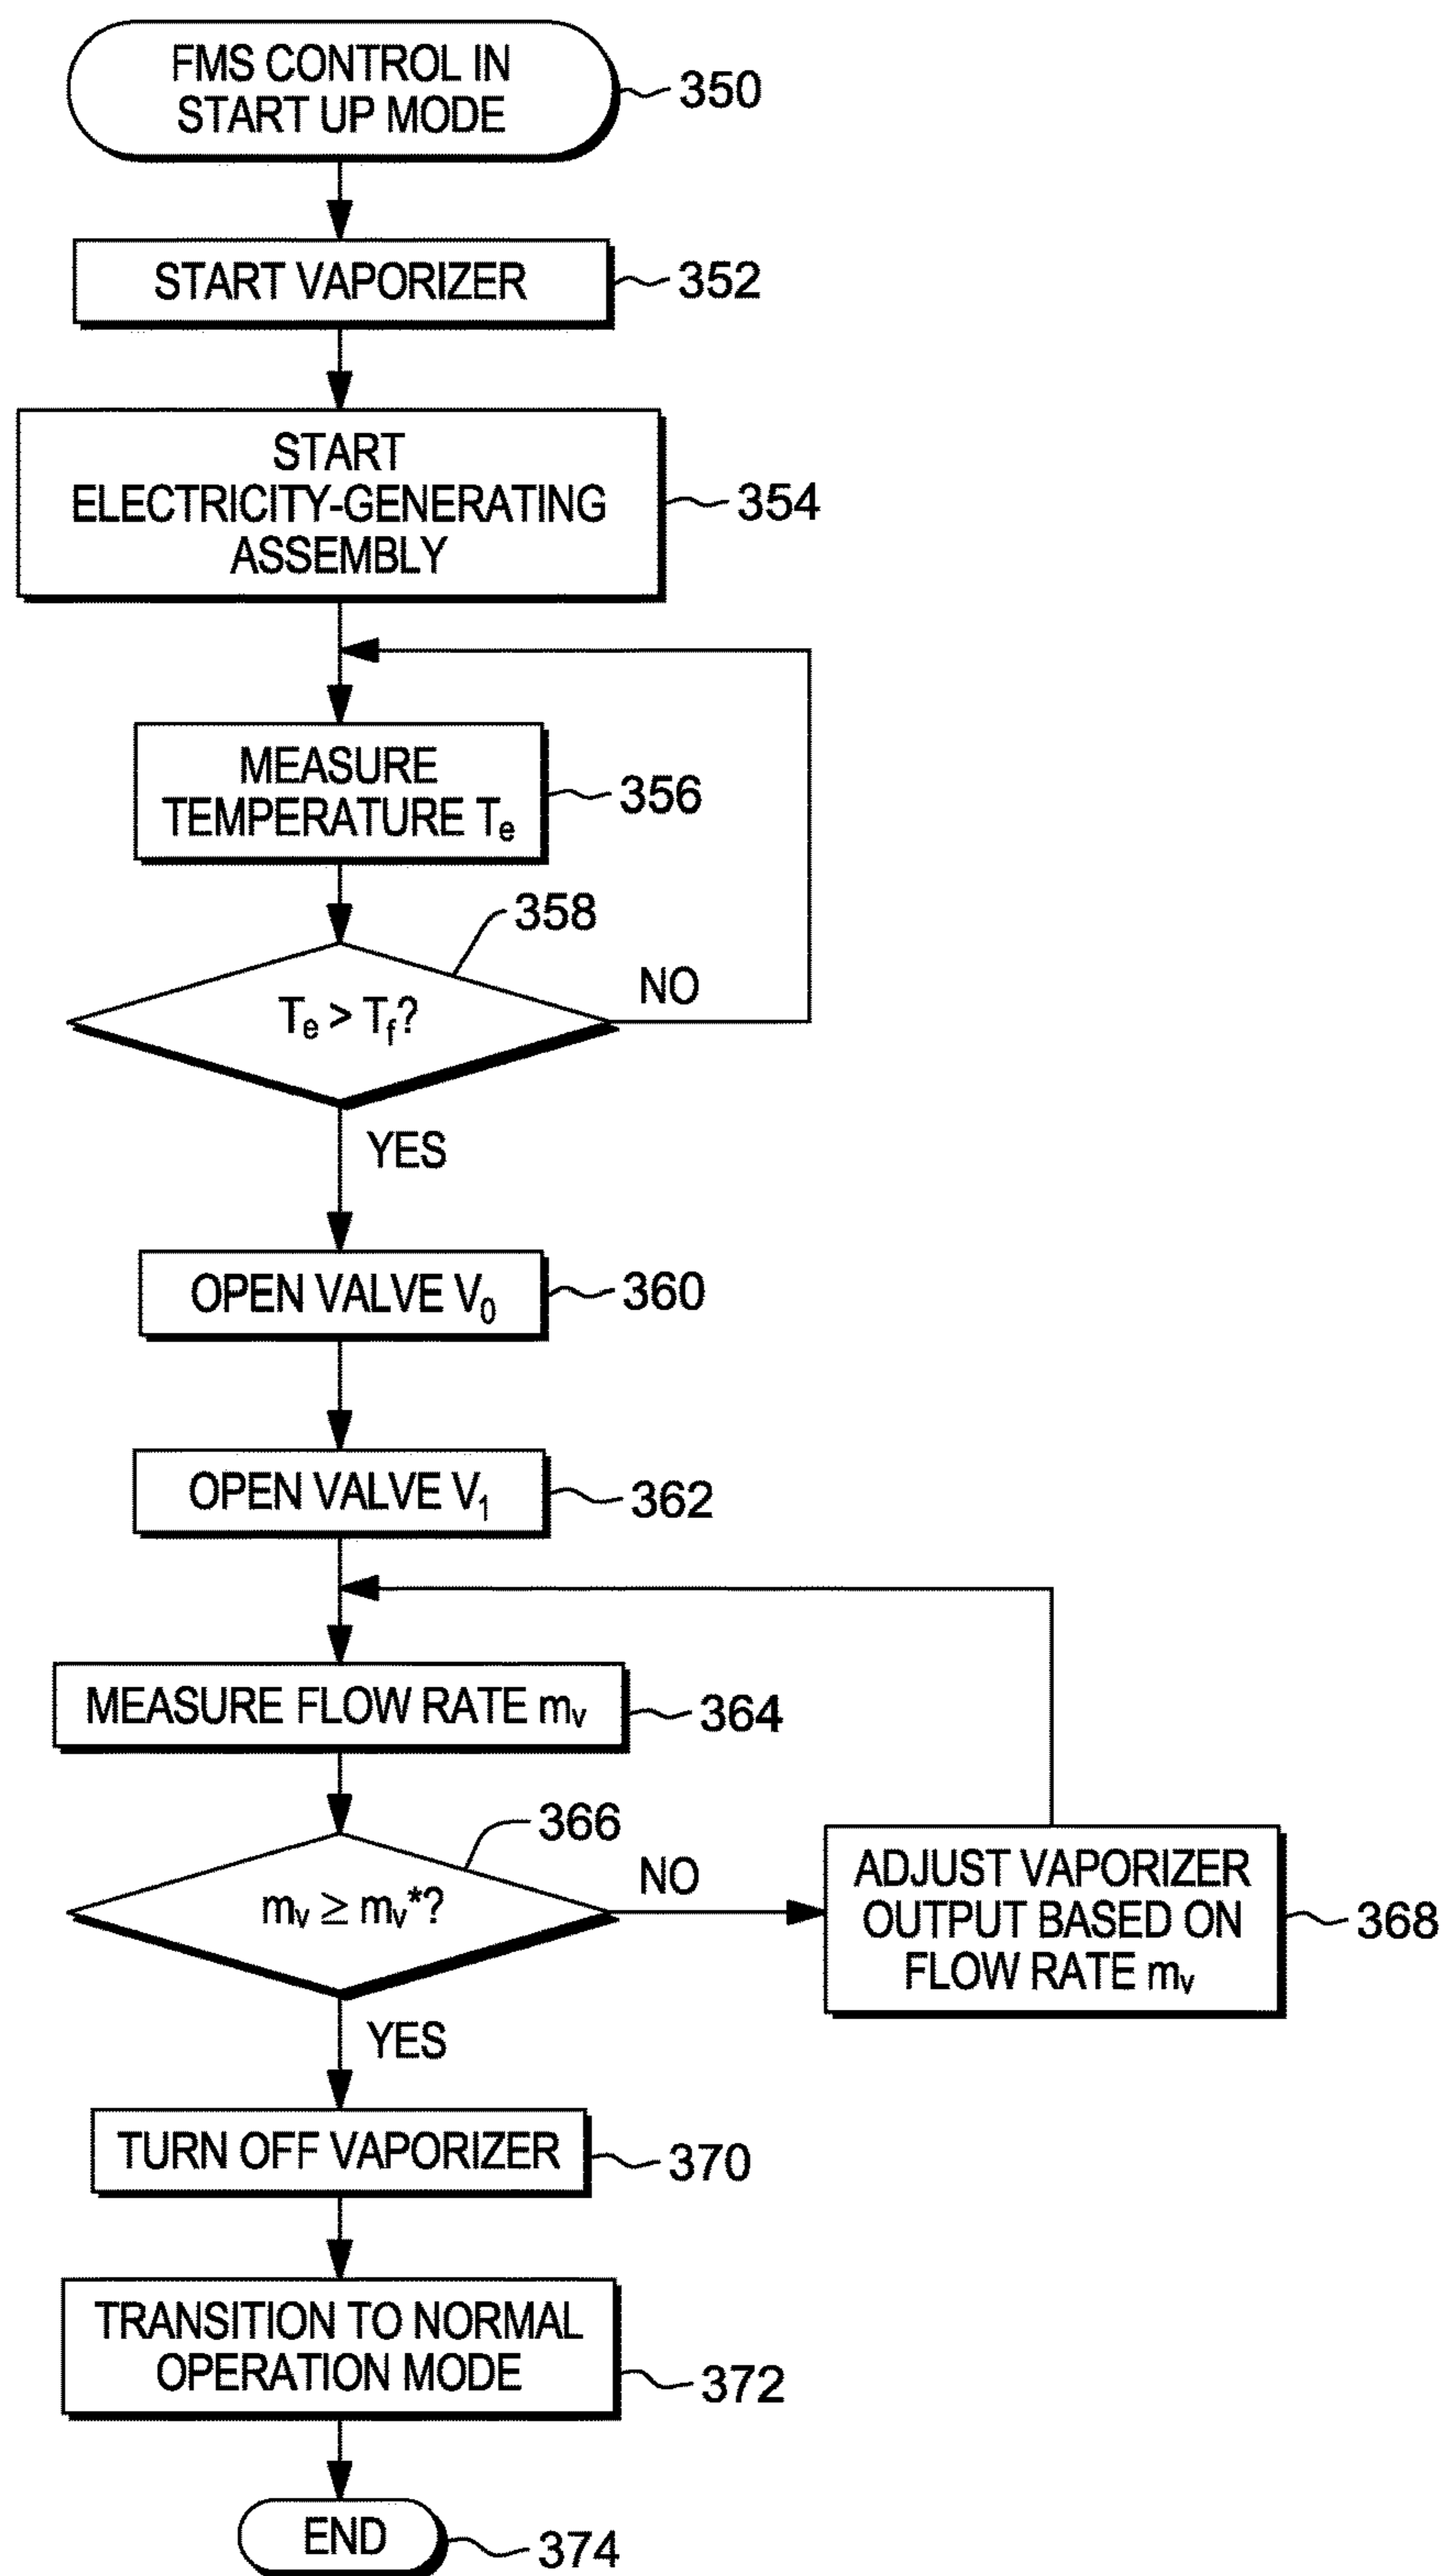 FMS CONTROL IN
START UP MODE
350
START VAPORIZER
352
START
ELECTRICITY-GENERATING
ASSEMBLY
354
MEASURE
TEMPERATURE Te
356
358
Te > Tf?
NO
YES
OPEN VALVE V0
360
OPEN VALVE V1
362
MEASURE FLOW RATE mv
364
366
mv ≥ mv*?
NO
ADJUST VAPORIZER
OUTPUT BASED ON
FLOW RATE mv
368
YES
TURN OFF VAPORIZER
370
TRANSITION TO NORMAL
OPERATION MODE
372
END
374